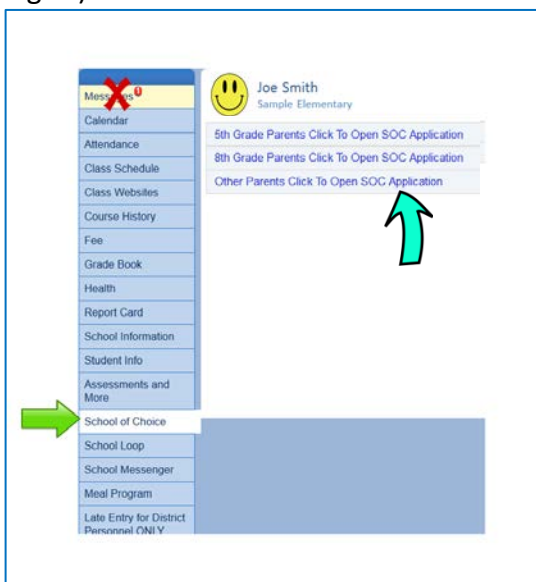 Messages
Calendar
Attendance
Class Schedule
Class Websites
Course History
Fee
Grade Book
Health
Report Card
School Information
Student Info
Assessments and
More
School of Choice
School Loop
School Messenger
Meal Program
Late Entry for District
Personnel ONLY
Joe Smith
Sample Elementary
5th Grade Parents Click To Open SOC Application
8th Grade Parents Click To Open SOC Application
Other Parents Click To Open SOC Application